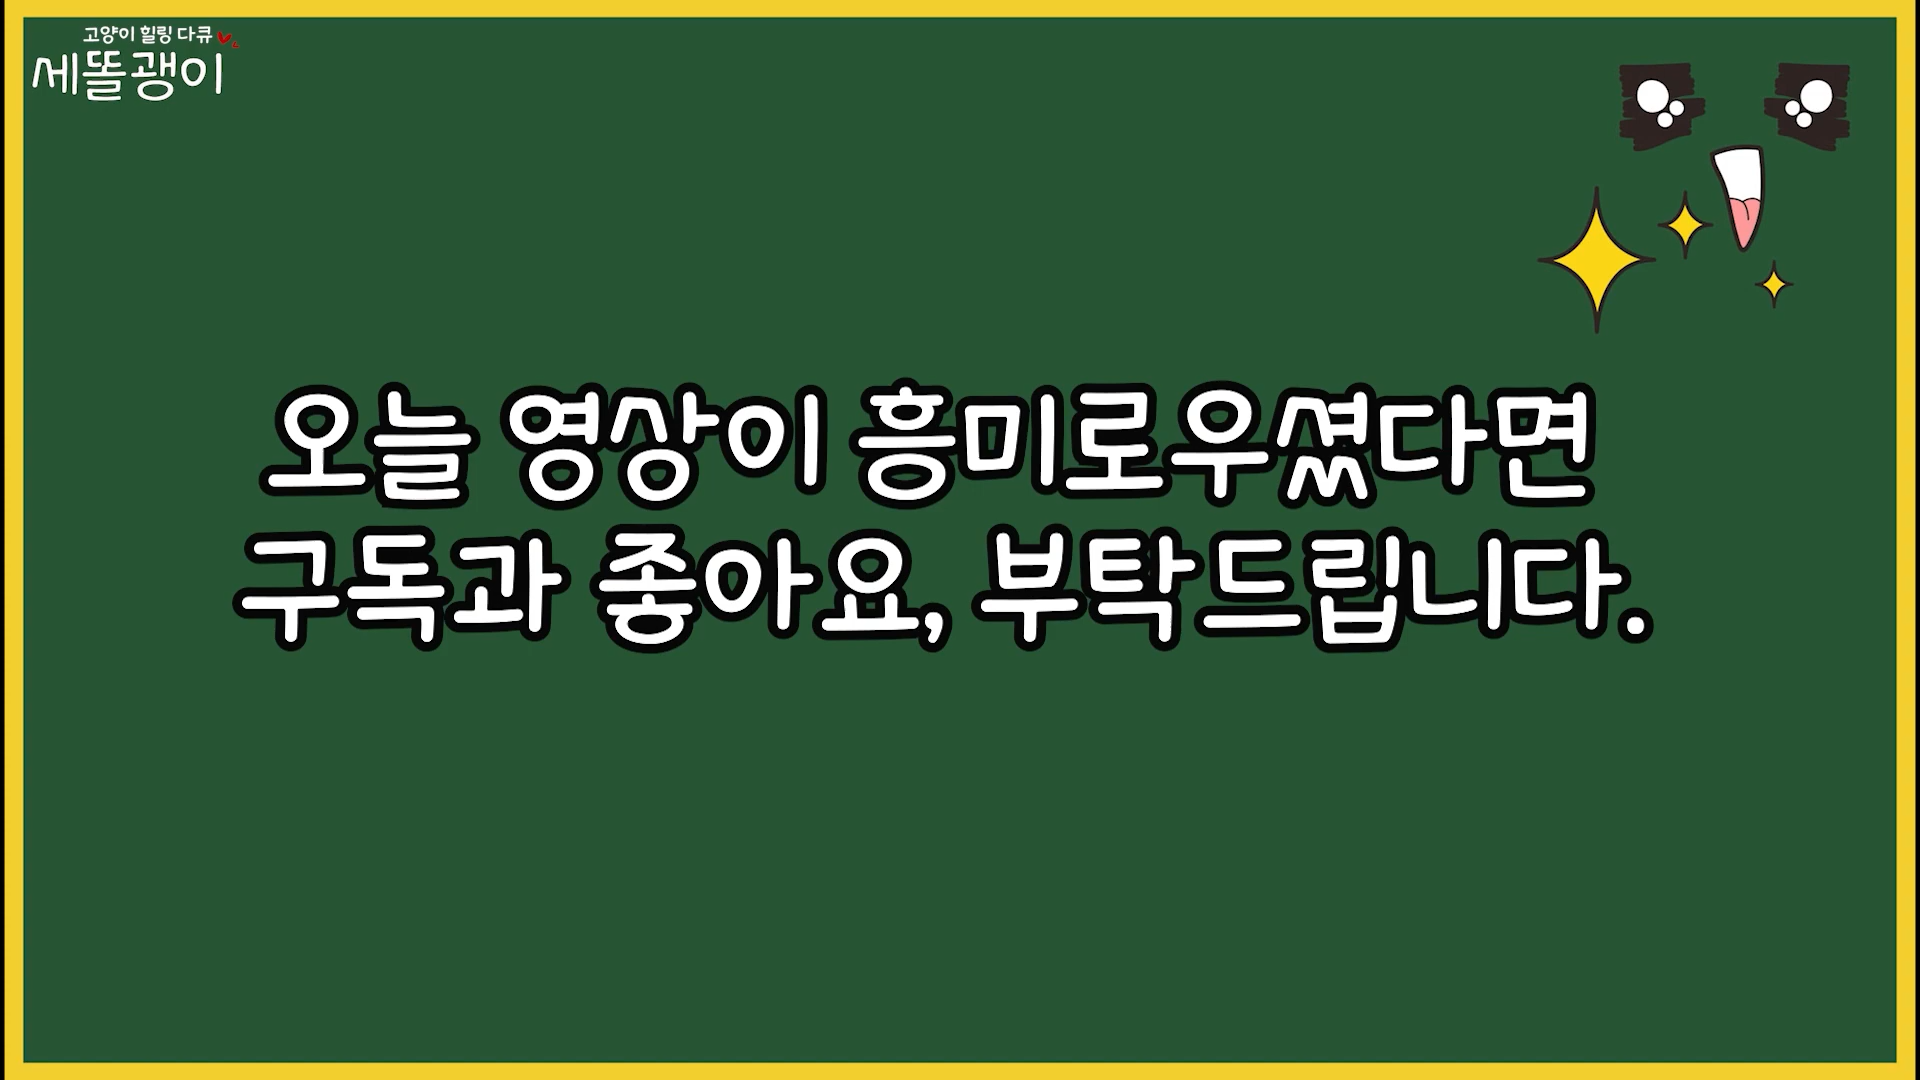 고양이 힐링 다큐
세똘괭이
오늘 영상이 흥미로우셨다면
구독과 좋아요, 부탁드립니다.